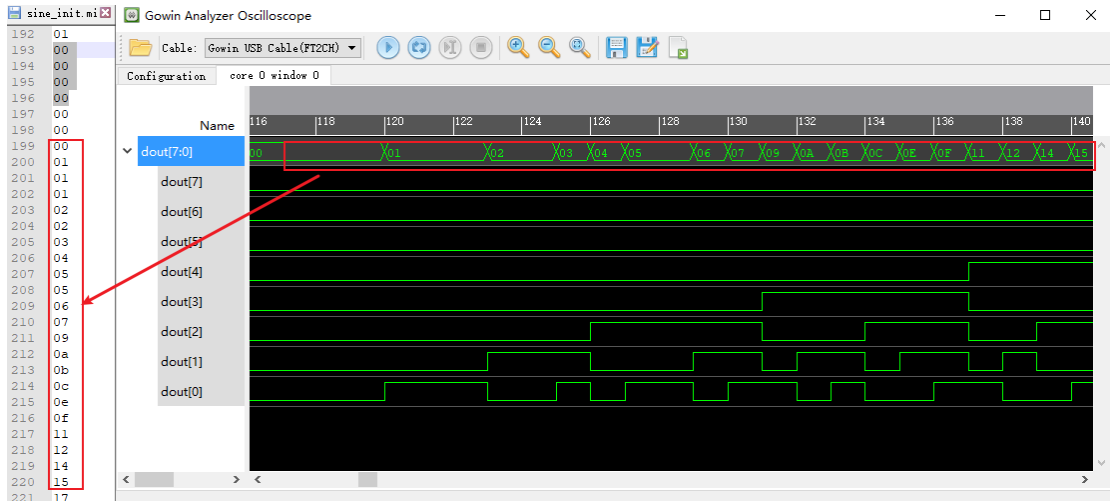 sine_init.mi
192 01
193 00
194 00
195 00
196 00
197 00
198 00
199 00
200 01
201 01
202 01
203 02
204 02
205 03
206 04
207 05
208 05
209 06
210 07
211 09
212 0a
213 0b
214 0c
215 0e
216 0f
217 11
218 12
219 14
220 15
221 17
Gowin Analyzer Oscilloscope
Cable: Gowin USB Cable(FT2CH)
Configuration core 0 window 0
Name
116 118 120 122 124 126 128 130 132 134 136 138 140
dout[7:0] 00 01 02 03 04 05 06 07 09 0A 0B 0C 0E 0F 11 12 14 15
dout[7]
dout[6]
dout[5]
dout[4]
dout[3]
dout[2]
dout[1]
dout[0]